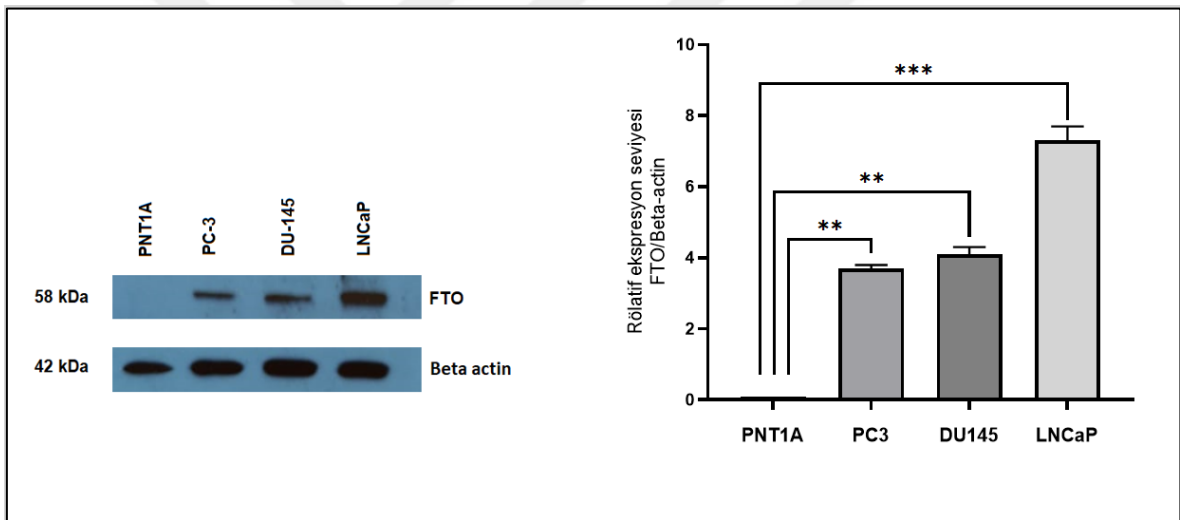 PNT1A
PC-3
DU-145
LNCaP
58 kDa
FTO
42 kDa
Beta actin
Rölatif ekspresyon seviyesi
FTO/Beta-actin
10
8
6
4
2
0
***
**
**
PNT1A PC3 DU145 LNCaP